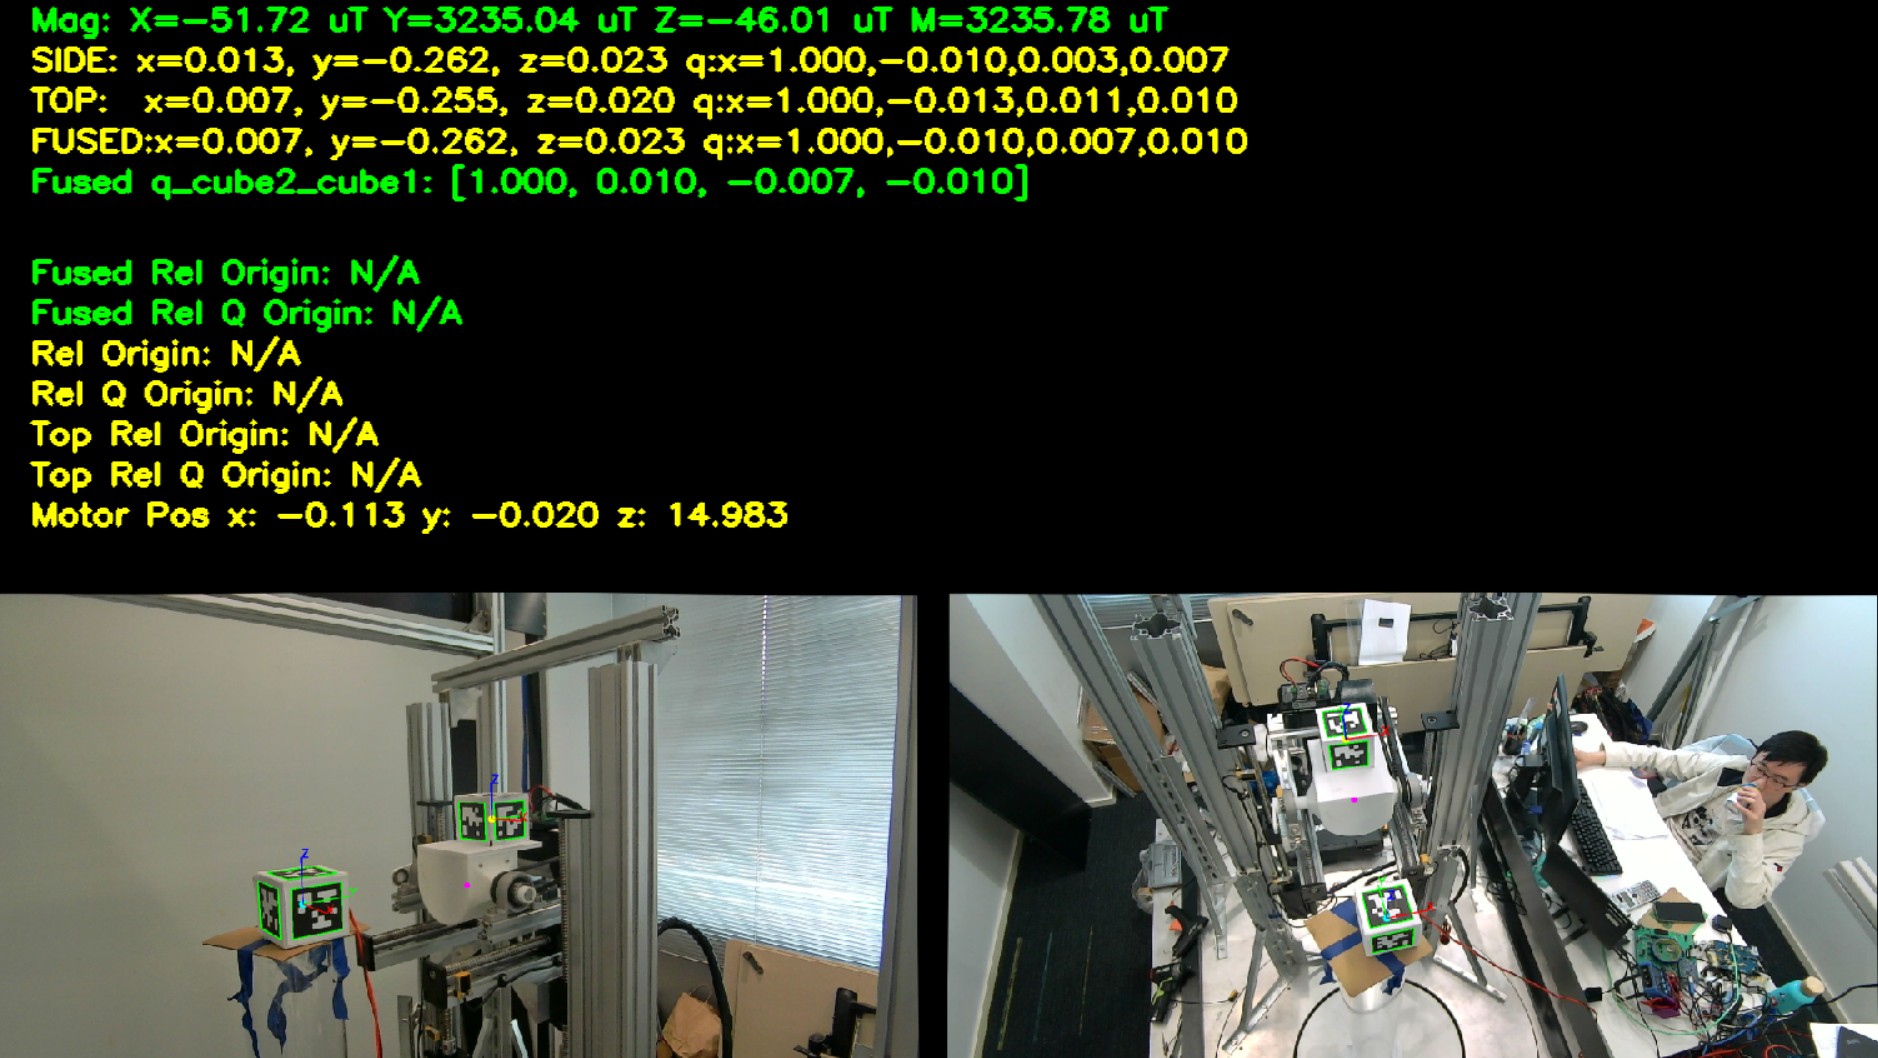 Mag: X=-51.72 uT Y=3235.04 uT Z=-46.01 uT M=3235.78 uT
SIDE: x=0.013, y=-0.262, z=0.023 q:x=1.000,-0.010,0.003,0.007
TOP: x=0.007, y=-0.255, z=0.020 q:x=1.000,-0.013,0.011,0.010
FUSED:x=0.007, y=-0.262, z=0.023 q:x=1.000,-0.010,0.007,0.010
Fused q_cube2_cube1: [1.000, 0.010, -0.007, -0.010]
Fused Rel Origin: N/A
Fused Rel Q Origin: N/A
Rel Origin: N/A
Rel Q Origin: N/A
Top Rel Origin: N/A
Top Rel Q Origin: N/A
Motor Pos x: -0.113 y: -0.020 z: 14.983
Z
Z